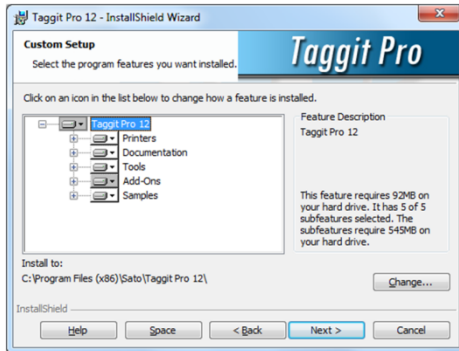 Taggit Pro 12 - InstallShield Wizard
Custom Setup
Select the program features you want installed.
Taggit Pro
Click on an icon in the list below to change how a feature is installed.
Taggit Pro 12
Printers
Documentation
Tools
Add-Ons
Samples
Feature Description
Taggit Pro 12
This feature requires 92MB on
your hard drive. It has 5 of 5
subfeatures selected. The
subfeatures require 545MB on
your hard drive.
Install to:
C:\Program Files (x86)\Sato\Taggit Pro 12\
Change...
InstallShield
Help
Space
< Back
Next >
Cancel